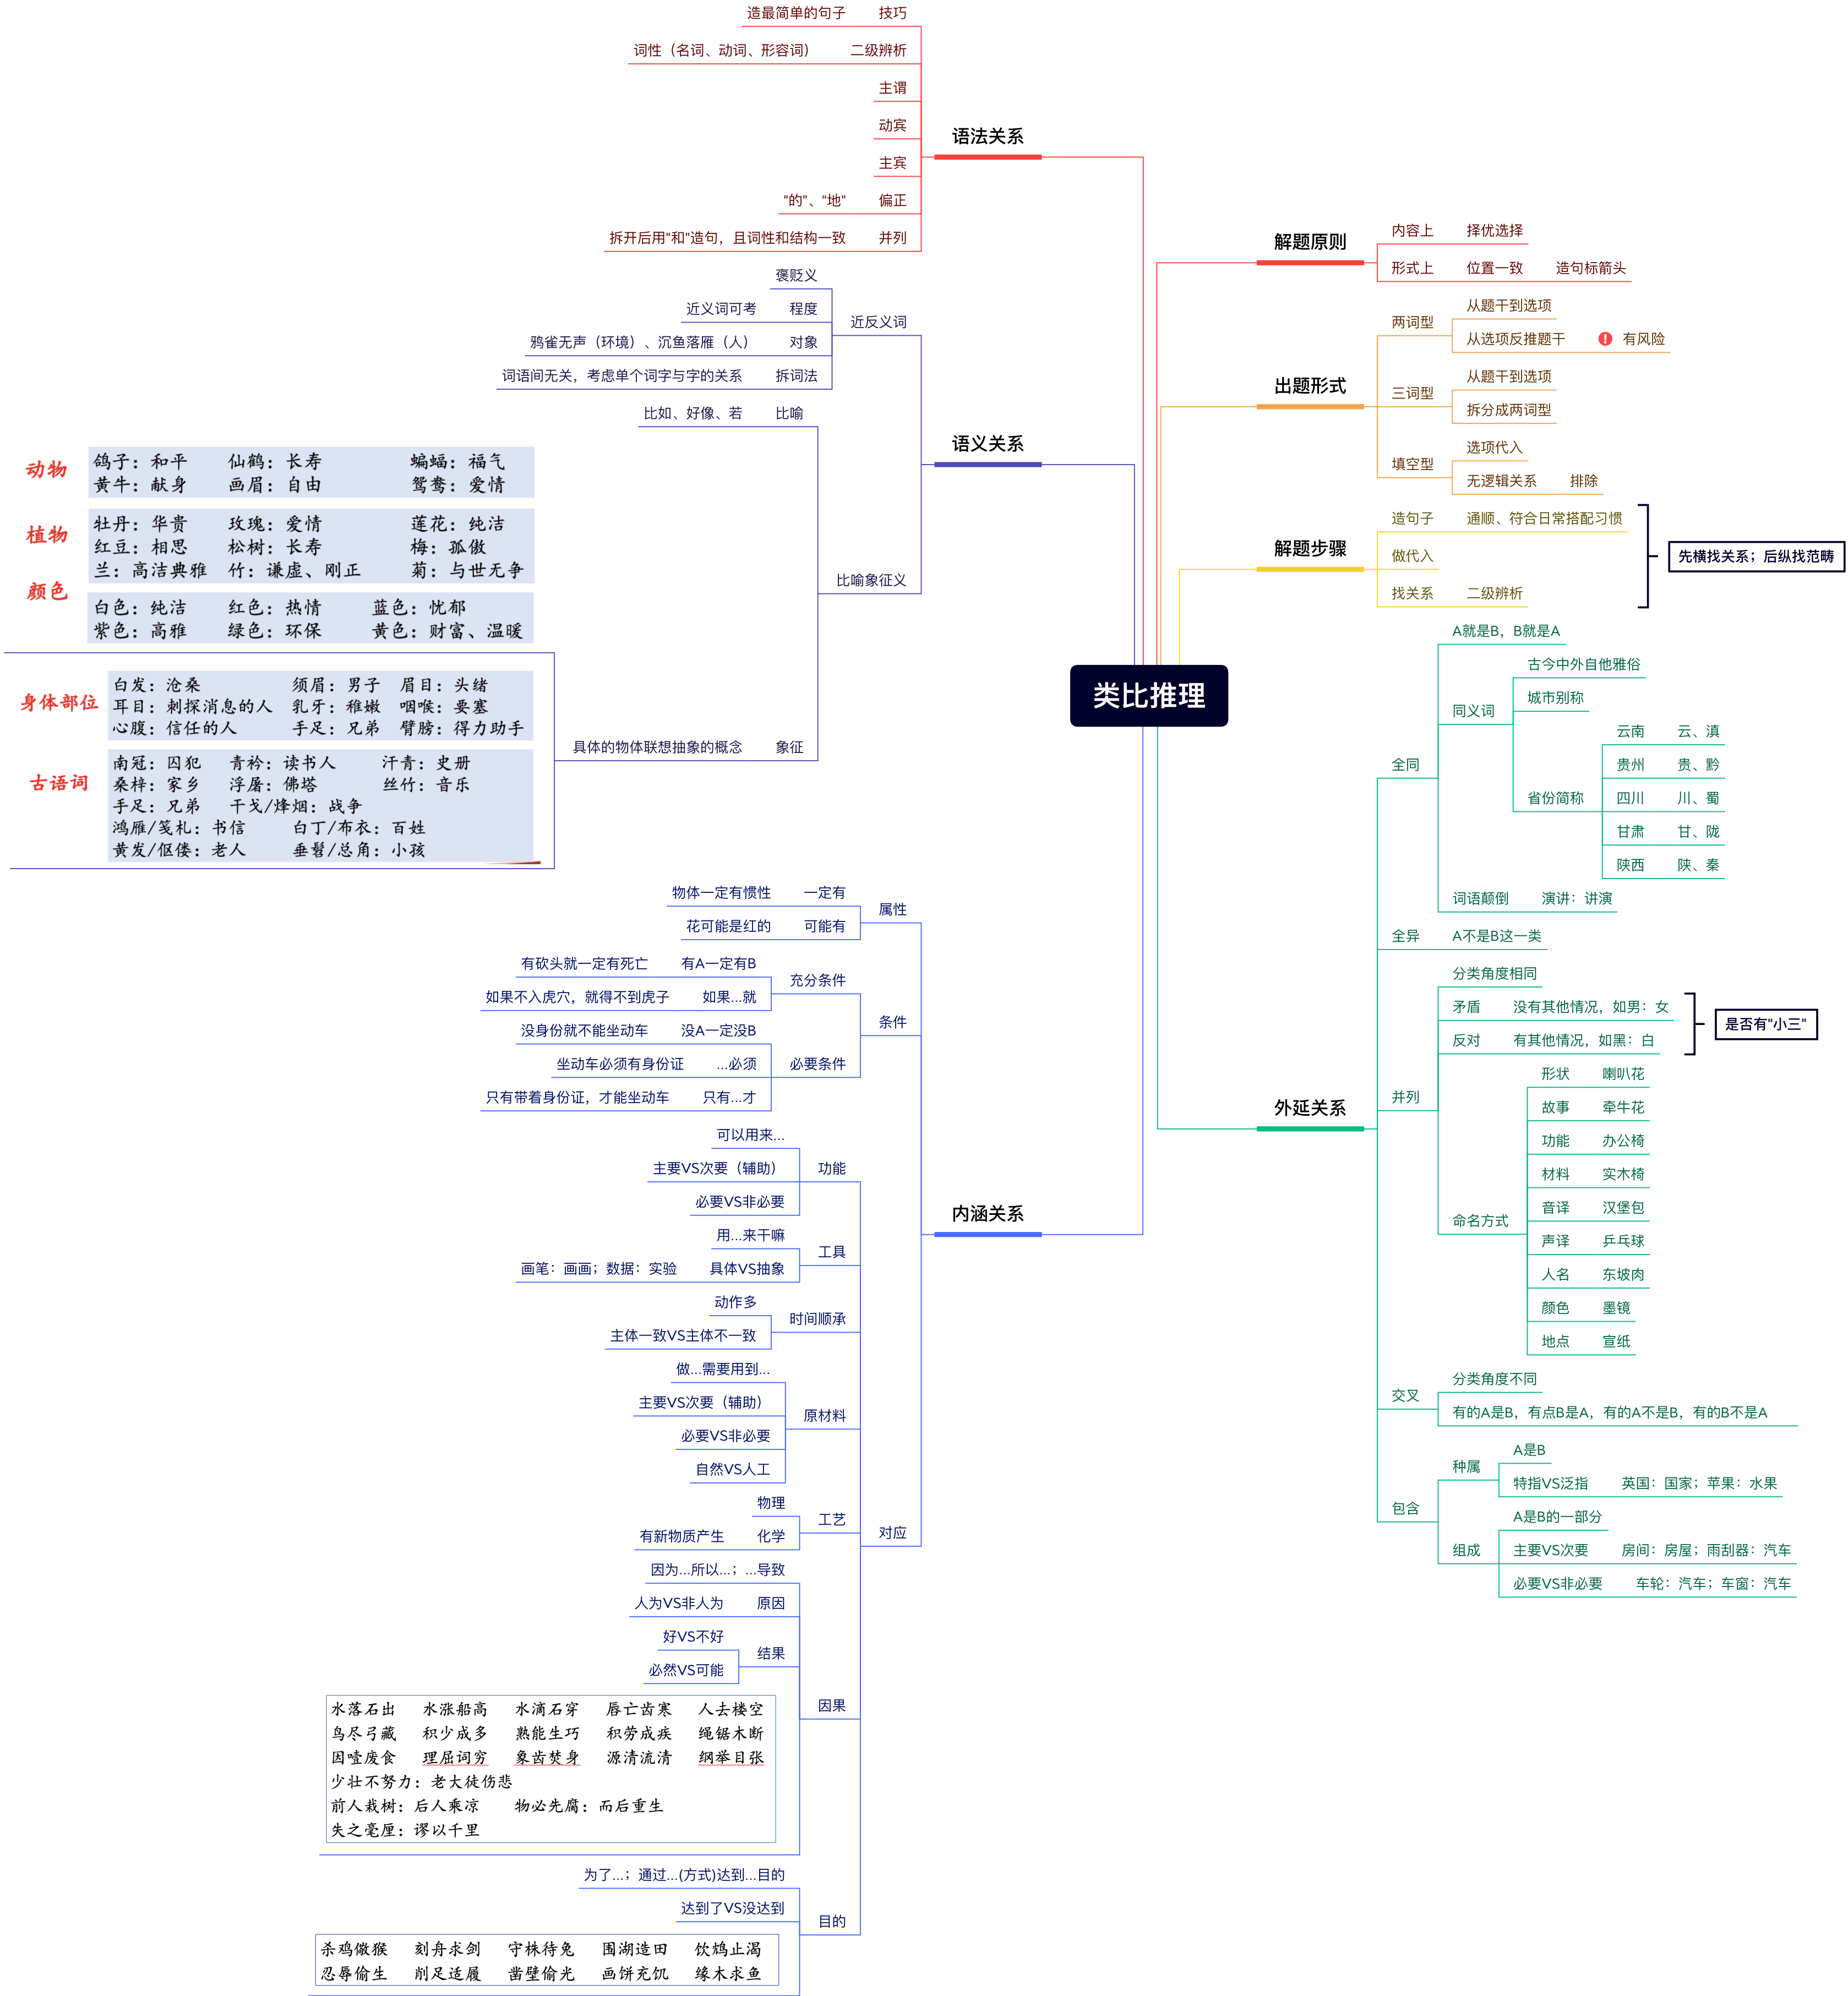 类比推理
解题原则
内容上 择优选择
形式上 位置一致 造句标箭头
出题形式
两词型
从题干到选项
从选项反推题干 有风险
三词型
从题干到选项
拆分成两词型
填空型
选项代入
无逻辑关系 排除
解题步骤
造句子 通顺、符合日常搭配习惯
做代入
找关系 二级辨析
先横找关系；后纵找范畴
外延关系
全同
A就是B，B就是A
同义词
古今中外自他雅俗
城市别称
省份简称
云南 云、滇
贵州 贵、黔
四川 川、蜀
甘肃 甘、陇
陕西 陕、秦
词语颠倒 演讲：讲演
全异 A不是B这一类
并列
分类角度相同
矛盾 没有其他情况，如男：女
反对 有其他情况，如黑：白
是否有"小三"
命名方式
形状 喇叭花
故事 牵牛花
功能 办公椅
材料 实木椅
音译 汉堡包
声译 乒乓球
人名 东坡肉
颜色 墨镜
地点 宣纸
交叉
分类角度不同
有的A是B，有点B是A，有的A不是B，有的B不是A
包含
种属
A是B
特指VS泛指 英国：国家；苹果：水果
组成
A是B的一部分
主要VS次要 房间：房屋；雨刮器：汽车
必要VS非必要 车轮：汽车；车窗：汽车
语法关系
造最简单的句子 技巧
词性（名词、动词、形容词） 二级辨析
主谓
动宾
主宾
"的"、"地" 偏正
拆开后用"和"造句，且词性和结构一致 并列
语义关系
近反义词
褒贬义
近义词可考 程度
鸦雀无声（环境）、沉鱼落雁（人） 对象
词语间无关，考虑单个词字与字的关系 拆词法
比喻象征义
比如、好像、若 比喻
具体的物体联想抽象的概念 象征
动物
鸽子：和平 仙鹤：长寿 蝙蝠：福气
黄牛：献身 画眉：自由 鸳鸯：爱情
植物
牡丹：华贵 玫瑰：爱情 莲花：纯洁
红豆：相思 松树：长寿 梅：孤傲
兰：高洁典雅 竹：谦虚、刚正 菊：与世无争
颜色
白色：纯洁 红色：热情 蓝色：忧郁
紫色：高雅 绿色：环保 黄色：财富、温暖
身体部位
白发：沧桑 须眉：男子 眉目：头绪
耳目：刺探消息的人 乳牙：稚嫩 咽喉：要塞
心腹：信任的人 手足：兄弟 臂膀：得力助手
古语词
南冠：囚犯 青衿：读书人 汗青：史册
桑梓：家乡 浮屠：佛塔 丝竹：音乐
手足：兄弟 干戈/烽烟：战争
鸿雁/笺札：书信 白丁/布衣：百姓
黄发/伛偻：老人 垂髫/总角：小孩
内涵关系
属性
物体一定有惯性 一定有
花可能是红的 可能有
条件
充分条件
有砍头就一定有死亡 有A一定有B
如果不入虎穴，就得不到虎子 如果...就
必要条件
没身份就不能坐动车 没A一定没B
坐动车必须有身份证 ...必须
只有带着身份证，才能坐动车 只有...才
对应
功能
可以用来...
主要VS次要（辅助）
必要VS非必要
工具
用...来干嘛
画笔：画画；数据：实验 具体VS抽象
时间顺承
动作多
主体一致VS主体不一致
原材料
做...需要用到...
主要VS次要（辅助）
必要VS非必要
自然VS人工
工艺
物理
有新物质产生 化学
因果
因为...所以...；...导致
人为VS非人为 原因
结果
好VS不好
必然VS可能
水落石出 水涨船高 水滴石穿 唇亡齿寒 人去楼空
鸟尽弓藏 积少成多 熟能生巧 积劳成疾 绳锯木断
因噎废食 理屈词穷 象齿焚身 源清流清 纲举目张
少壮不努力：老大徒伤悲
前人栽树：后人乘凉 物必先腐：而后重生
失之毫厘：谬以千里
目的
为了...；通过...(方式)达到...目的
达到了VS没达到
杀鸡儆猴 刻舟求剑 守株待兔 围湖造田 饮鸩止渴
忍辱偷生 削足适履 凿壁偷光 画饼充饥 缘木求鱼